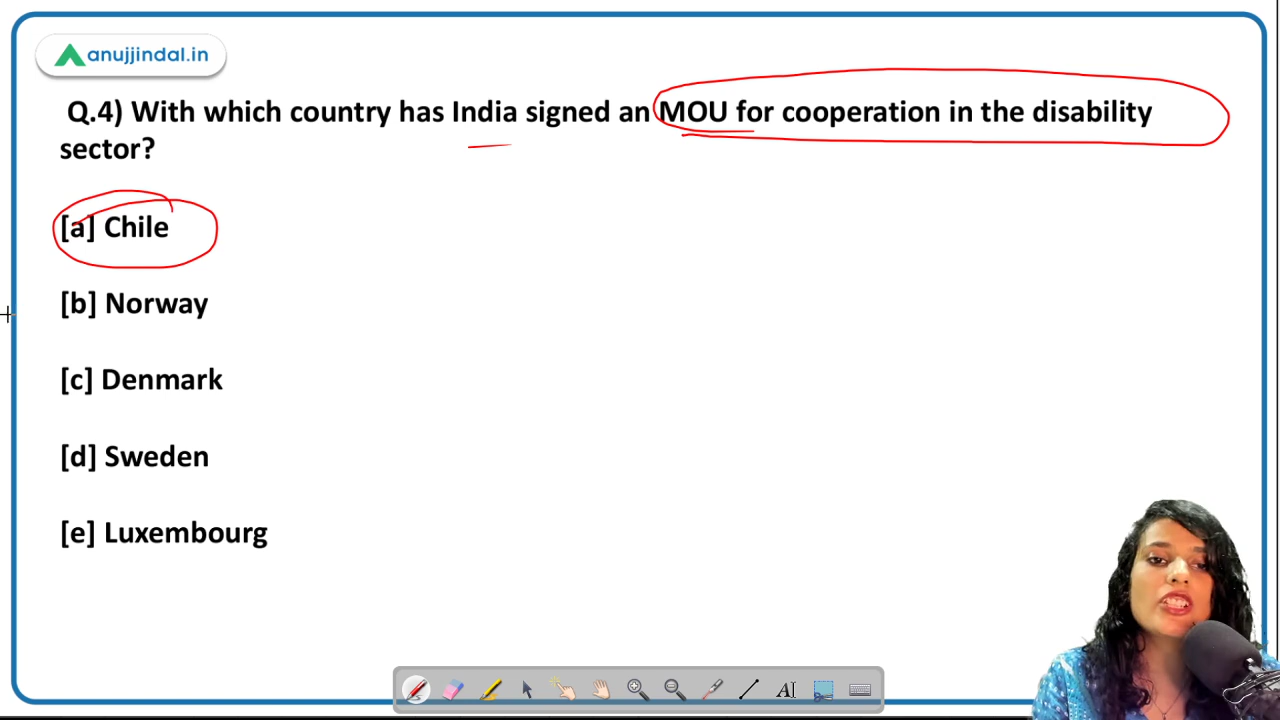 anujjindal.in
Q.4) With which country has India signed an MOU for cooperation in the disability
sector?
[a] Chile
[b] Norway
[c] Denmark
[d] Sweden
[e] Luxembourg